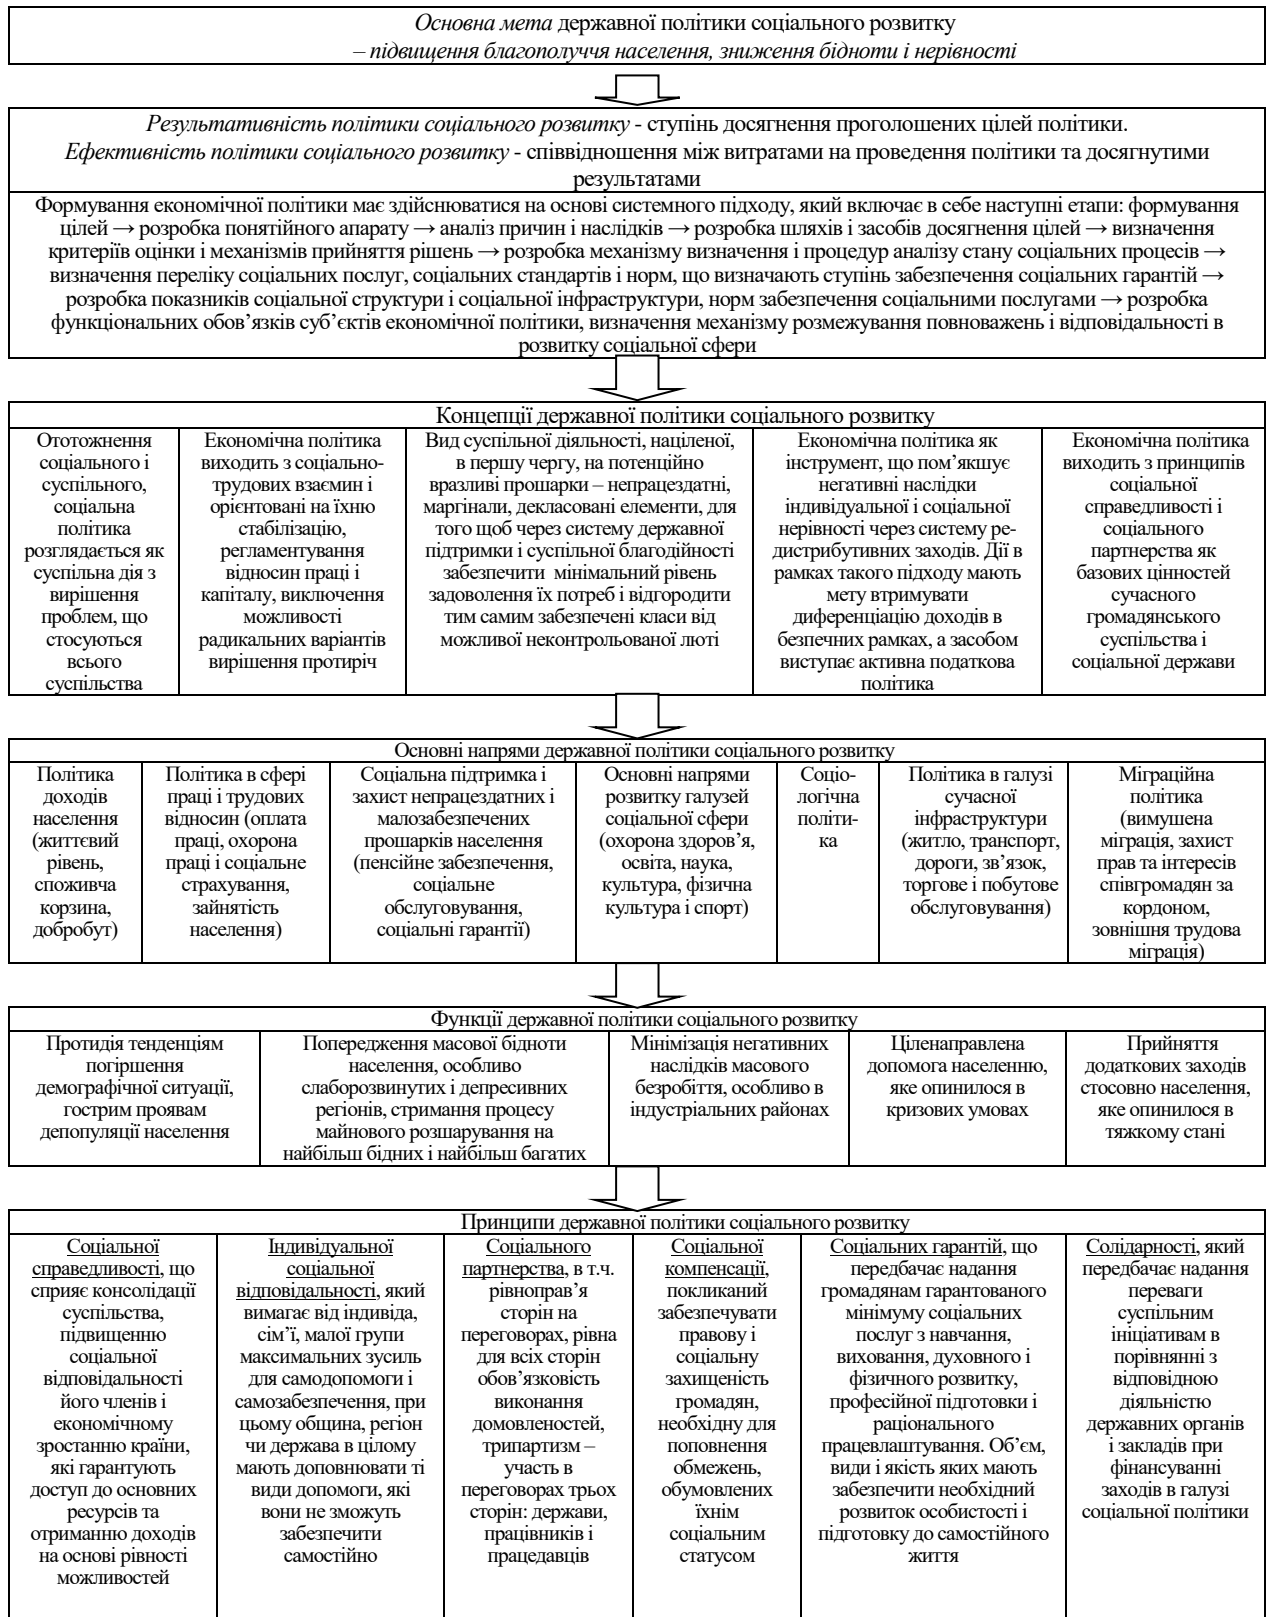 Основна мета державної політики соціального розвитку
– підвищення благополуччя населення, зниження бідноти і нерівності
Результативність політики соціального розвитку - ступінь досягнення проголошених цілей політики.
Ефективність політики соціального розвитку - співвідношення між витратами на проведення політики та досягнутими
результатами
Формування економічної політики має здійснюватися на основі системного підходу, який включає в себе наступні етапи: формування
цілей → розробка понятійного апарату → аналіз причин і наслідків → розробка шляхів і засобів досягнення цілей → визначення
критеріїв оцінки і механізмів прийняття рішень → розробка механізму визначення і процедур аналізу стану соціальних процесів →
визначення переліку соціальних послуг, соціальних стандартів і норм, що визначають ступінь забезпечення соціальних гарантій →
розробка показників соціальної структури і соціальної інфраструктури, норм забезпечення соціальними послугами → розробка
функціональних обов’язків суб’єктів економічної політики, визначення механізму розмежування повноважень і відповідальності в
розвитку соціальної сфери
Концепції державної політики соціального розвитку
Ототожнення
соціального і
суспільного,
соціальна
політика
розглядається як
суспільна дія з
вирішення
проблем, що
стосуються
всього
суспільства
Економічна політика
виходить з соціально-
трудових взаємин і
орієнтовані на їхню
стабілізацію,
регламентування
відносин праці і
капіталу, виключення
можливості
радикальних варіантів
вирішення протиріч
Вид суспільної діяльності, націленої,
в першу чергу, на потенційно
вразливі прошарки – непрацездатні,
маргінали, декласовані елементи, для
того щоб через систему державної
підтримки і суспільної благодійності
забезпечити мінімальний рівень
задоволення їх потреб і відгородити
тим самим забезпечені класи від
можливої неконтрольованої люті
Економічна політика як
інструмент, що пом’якшує
негативні наслідки
індивідуальної і соціальної
нерівності через систему ре-
дистрибутивних заходів. Дії в
рамках такого підходу мають
мету втримувати
диференціацію доходів в
безпечних рамках, а засобом
виступає активна податкова
політика
Економічна політика
виходить з принципів
соціальної
справедливості і
соціального
партнерства як
базових цінностей
сучасного
громадянського
суспільства і
соціальної держави
Основні напрями державної політики соціального розвитку
Політика
доходів
населення
(життєвий
рівень,
споживча
корзина,
добробут)
Політика в сфері
праці і трудових
відносин (оплата
праці, охорона
праці і соціальне
страхування,
зайнятість
населення)
Соціальна підтримка і
захист непрацездатних і
малозабезпечених
прошарків населення
(пенсійне забезпечення,
соціальне
обслуговування,
соціальні гарантії)
Основні напрями
розвитку галузей
соціальної сфери
(охорона здоров’я,
освіта, наука,
культура, фізична
культура і спорт)
Соціо-
логічна
політи-
ка
Політика в галузі
сучасної
інфраструктури
(житло, транспорт,
дороги, зв’язок,
торгове і побутове
обслуговування)
Міграційна
політика
(вимушена
міграція, захист
прав та інтересів
співгромадян за
кордоном,
зовнішня трудова
міграція)
Функції державної політики соціального розвитку
Протидія тенденціям
погіршення
демографічної ситуації,
гострим проявам
депопуляції населення
Попередження масової бідноти
населення, особливо
слаборозвинутих і депресивних
регіонів, стримання процесу
майнового розшарування на
найбільш бідних і найбільш багатих
Мінімізація негативних
наслідків масового
безробіття, особливо в
індустріальних районах
Ціленаправлена
допомога населенню,
яке опинилося в
кризових умовах
Прийняття
додаткових заходів
стосовно населення,
яке опинилося в
тяжкому стані
Принципи державної політики соціального розвитку
Соціальної
справедливості, що
сприяє консолідації
суспільства,
підвищенню
соціальної
відповідальності
його членів і
економічному
зростанню країни,
які гарантують
доступ до основних
ресурсів та
отриманню доходів
на основі рівності
можливостей
Індивідуальної
соціальної
відповідальності, який
вимагає від індивіда,
сім’ї, малої групи
максимальних зусиль
для самодопомоги і
самозабезпечення, при
цьому община, регіон
чи держава в цілому
мають доповнювати ті
види допомоги, які
вони не зможуть
забезпечити
самостійно
Соціального
партнерства, в т.ч.
рівноправ’я
сторін на
переговорах, рівна
для всіх сторін
обов’язковість
виконання
домовленостей,
трипартизм –
участь в
переговорах трьох
сторін: держави,
працівників і
працедавців
Соціальної
компенсації,
покликаний
забезпечувати
правову і
соціальну
захищеність
громадян,
необхідну для
поповнення
обмежень,
обумовлених
їхнім
соціальним
статусом
Соціальних гарантій, що
передбачає надання
громадянам гарантованого
мінімуму соціальних
послуг з навчання,
виховання, духовного і
фізичного розвитку,
професійної підготовки і
раціонального
працевлаштування. Об’єм,
види і якість яких мають
забезпечити необхідний
розвиток особистості і
підготовку до самостійного
життя
Солідарності, який
передбачає надання
переваги
суспільним
ініціативам в
порівнянні з
відповідною
діяльністю
державних органів
і закладів при
фінансуванні
заходів в галузі
соціальної політики